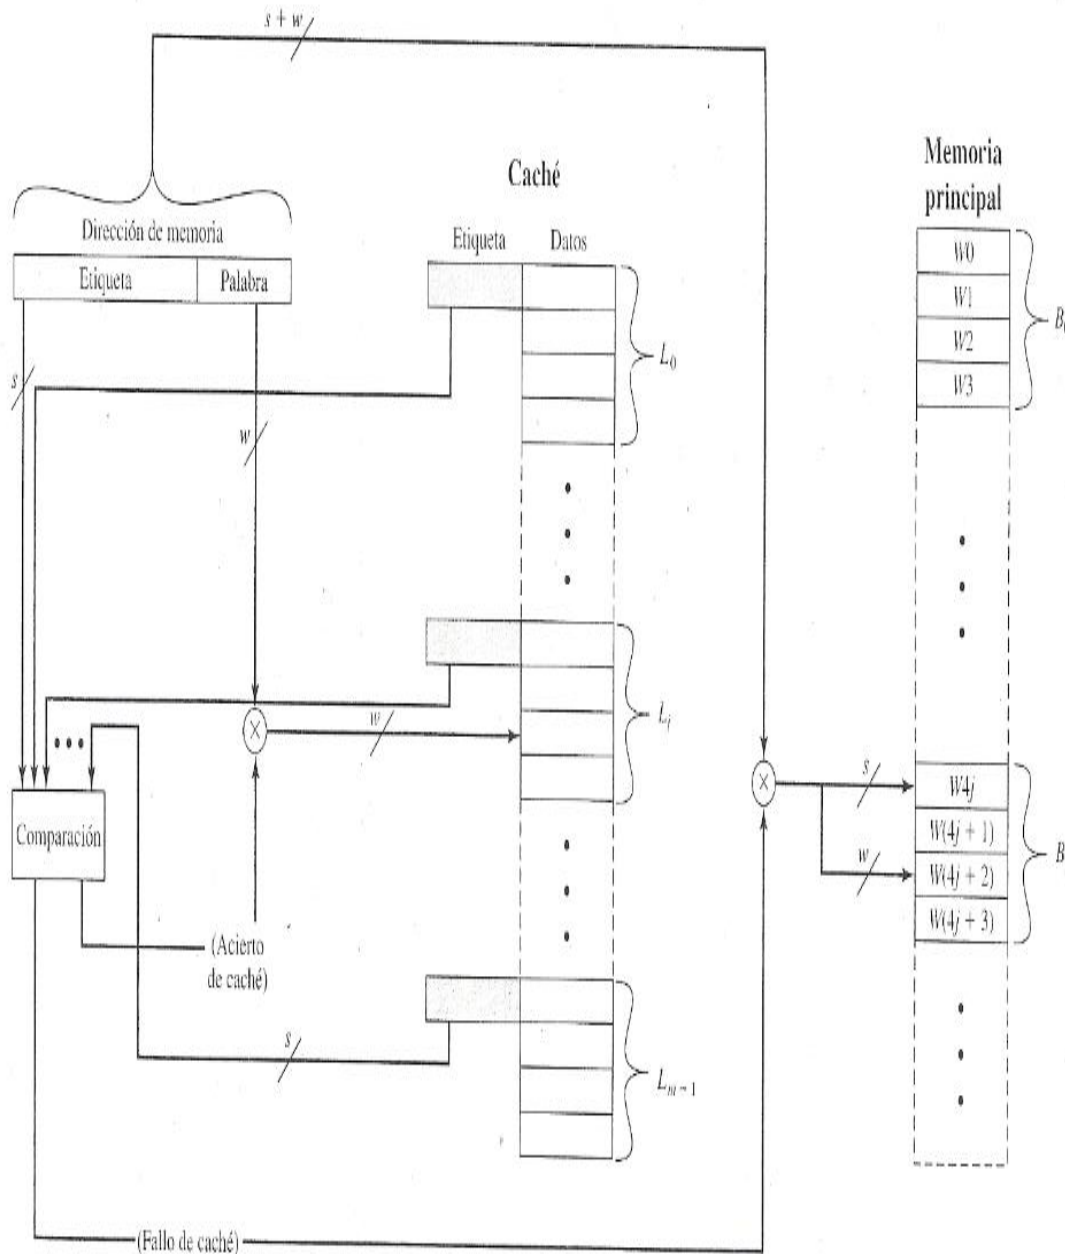 s + w
Caché
Memoria
principal
Dirección de memoria
Etiqueta
Palabra
Etiqueta
Datos
W0
W1
W2
W3
L0
s
w
Lj
w
Comparación
(Acierto
de caché)
s
w
W4j
W(4j + 1)
W(4j + 2)
W(4j + 3)
B
s
Lm – 1
(Fallo de caché)